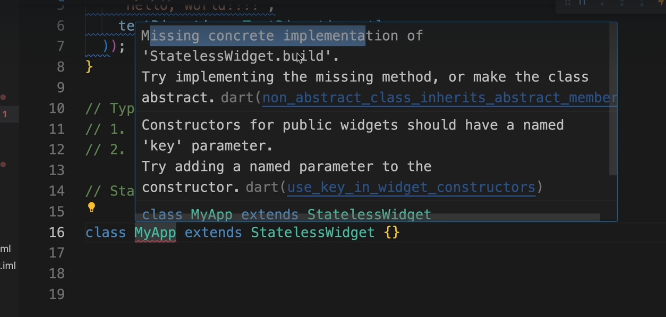 5 "Hello, world!!!!",
6 te
7 ));
8 }
9
10 // Typ
11 // 1.
12 // 2.
13
14 // Sta
15
16 class MyApp extends StatelessWidget {}
17
18
19
Missing concrete implementation of
'StatelessWidget.build'.
Try implementing the missing method, or make the class
abstract. dart(non_abstract_class_inherits_abstract_member
Constructors for public widgets should have a named
'key' parameter.
Try adding a named parameter to the
constructor. dart(use_key_in_widget_constructors)
class MyApp extends StatelessWidget
1
ml
.iml